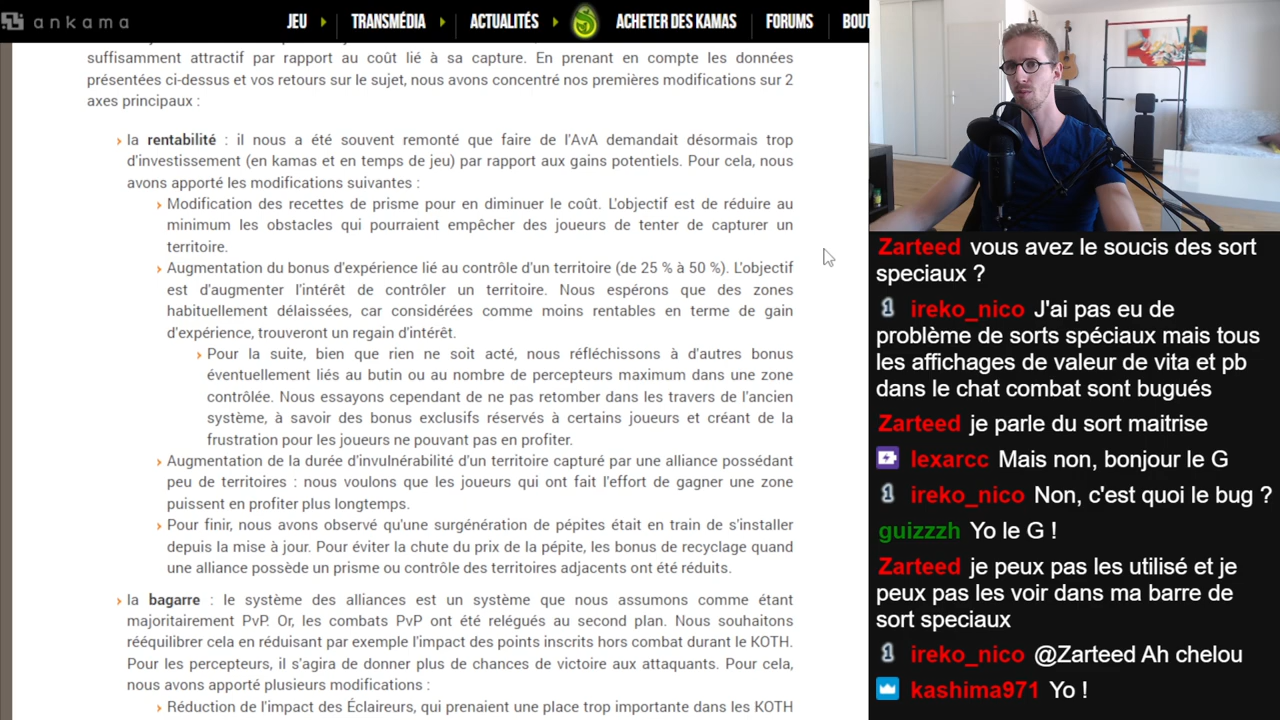 ankama
JEU
TRANSMÉDIA
ACTUALITÉS
ACHETER DES KAMAS
FORUMS
BOU
suffisamment attractif par rapport au coût lié à sa capture. En prenant en compte les données
présentées ci-dessus et vos retours sur le sujet, nous avons concentré nos premières modifications sur 2
axes principaux :
la rentabilité : il nous a été souvent remonté que faire de l'AvA demandait désormais trop
d'investissement (en kamas et en temps de jeu) par rapport aux gains potentiels. Pour cela, nous
avons apporté les modifications suivantes :
Modification des recettes de prisme pour en diminuer le coût. L'objectif est de réduire au
minimum les obstacles qui pourraient empêcher des joueurs de tenter de capturer un
territoire.
Augmentation du bonus d'expérience lié au contrôle d'un territoire (de 25 % à 50 %). L'objectif
est d'augmenter l'intérêt de contrôler un territoire. Nous espérons que des zones
habituellement délaissées, car considérées comme moins rentables en terme de gain
d'expérience, trouveront un regain d'intérêt.
Pour la suite, bien que rien ne soit acté, nous réfléchissons à d'autres bonus
éventuellement liés au butin ou au nombre de percepteurs maximum dans une zone
contrôlée. Nous essayons cependant de ne pas retomber dans les travers de l'ancien
système, à savoir des bonus exclusifs réservés à certains joueurs et créant de la
frustration pour les joueurs ne pouvant pas en profiter.
Augmentation de la durée d'invulnérabilité d'un territoire capturé par une alliance possédant
peu de territoires : nous voulons que les joueurs qui ont fait l'effort de gagner une zone
puissent en profiter plus longtemps.
Pour finir, nous avons observé qu'une surgénération de pépites était en train de s'installer
depuis la mise à jour. Pour éviter la chute du prix de la pépite, les bonus de recyclage quand
une alliance possède un prisme ou contrôle des territoires adjacents ont été réduits.
la bagarre : le système des alliances est un système que nous assumons comme étant
majoritairement PvP. Or, les combats PvP ont été relégués au second plan. Nous souhaitons
rééquilibrer cela en réduisant par exemple l'impact des points inscrits hors combat durant le KOTH.
Pour les percepteurs, il s'agira de donner plus de chances de victoire aux attaquants. Pour cela,
nous avons apporté plusieurs modifications :
Réduction de l'impact des Éclaireurs, qui prenaient une place trop importante dans les KOTH
Zarteed vous avez le soucis des sort
speciaux ?
1 ireko_nico J'ai pas eu de
problème de sorts spéciaux mais tous
les affichages de valeur de vita et pb
dans le chat combat sont bugués
Zarteed je parle du sort maitrise
lexarcc Mais non, bonjour le G
1 ireko_nico Non, c'est quoi le bug ?
guizzzh Yo le G !
Zarteed je peux pas les utilisé et je
peux pas les voir dans ma barre de
sort speciaux
1 ireko_nico @Zarteed Ah chelou
kashima971 Yo !